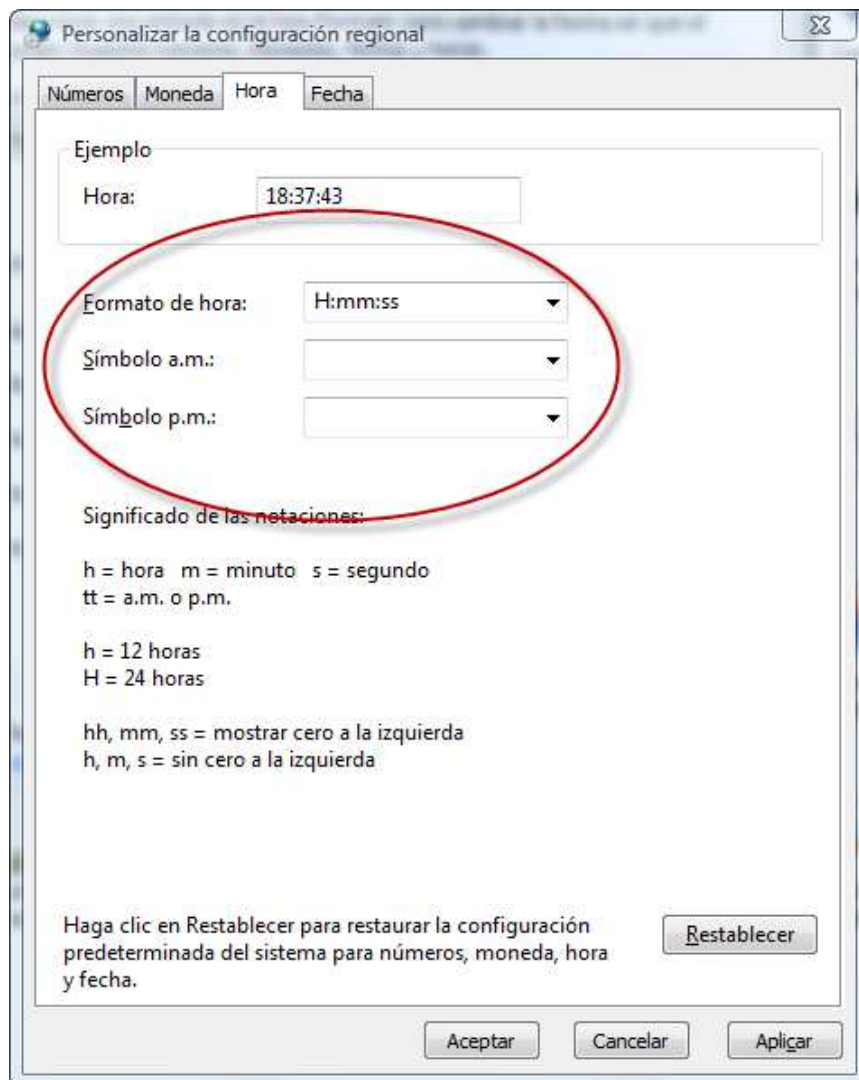 Personalizar la configuración regional
Números Moneda Hora Fecha
Ejemplo
Hora: 18:37:43
Formato de hora: H:mm:ss
Símbolo a.m.:
Símbolo p.m.:
Significado de las notaciones:
h = hora m = minuto s = segundo
tt = a.m. o p.m.
h = 12 horas
H = 24 horas
hh, mm, ss = mostrar cero a la izquierda
h, m, s = sin cero a la izquierda
Haga clic en Restablecer para restaurar la configuración
predeterminada del sistema para números, moneda, hora
y fecha.
Restablecer
Aceptar Cancelar Aplicar